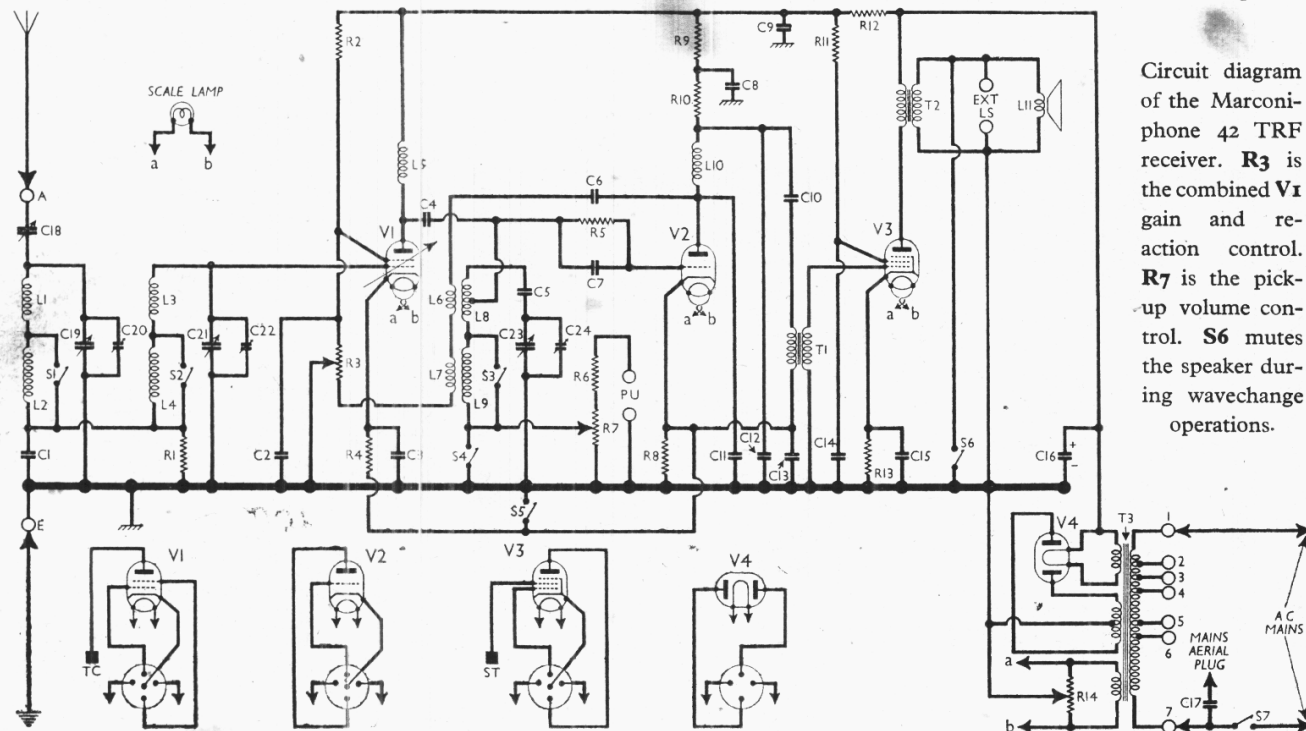 Circuit diagram
of the Marconi-
phone 42 TRF
receiver. R3 is
the combined V1
gain and re-
action control.
R7 is the pick-
up volume con-
trol. S6 mutes
the speaker dur-
ing wavechange
operations.
SCALE LAMP
a b
A
C18
L1
C19
C20
L2
S1
C1
E
L3
C21
C22
L4
S2
R1
R2
L5
C4
V1
a b
R3
C2
R4
C3
L6
L7
L8
L9
C5
C23
C24
S3
S4
S5
C6
R5
C7
R6
R7
PU
V2
a b
R8
R9
C8
R10
L10
C9
C10
C11
C12
C13
T1
R11
R12
V3
a b
C14
R13
C15
T2
EXT
LS
L11
S6
C16
+
−
V1
TC
V2
V3
ST
V4
V4
T3
1
2
3
4
5
6
7
A C
MAINS
MAINS
AERIAL
PLUG
C17
S7
a
b
R14